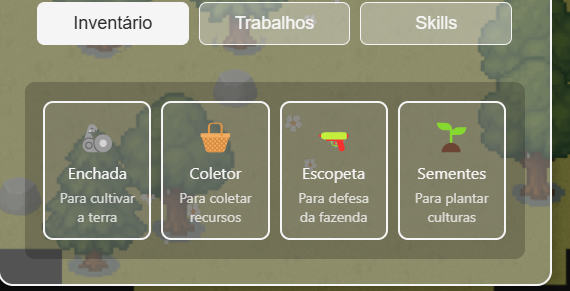 Inventário Trabalhos Skills
Enchada Coletor Escopeta Sementes
Para cultivar Para coletar Para defesa Para plantar
a terra recursos da fazenda culturas